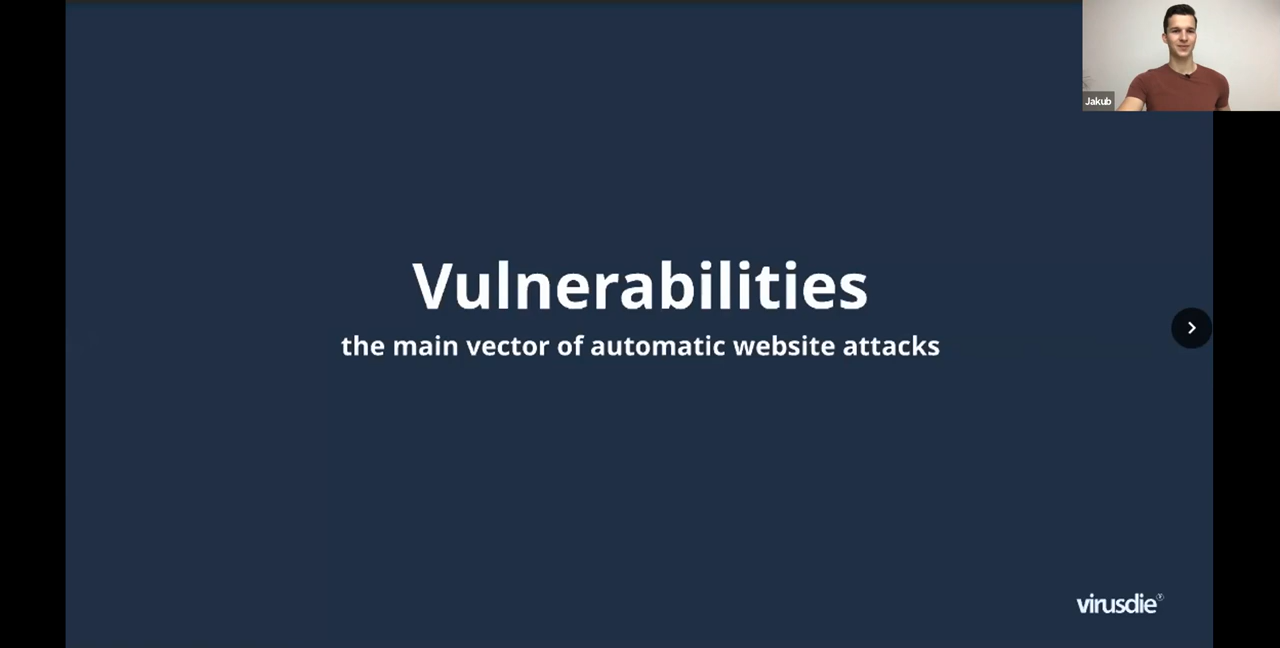 Jakub
Vulnerabilities
the main vector of automatic website attacks
virusdie®